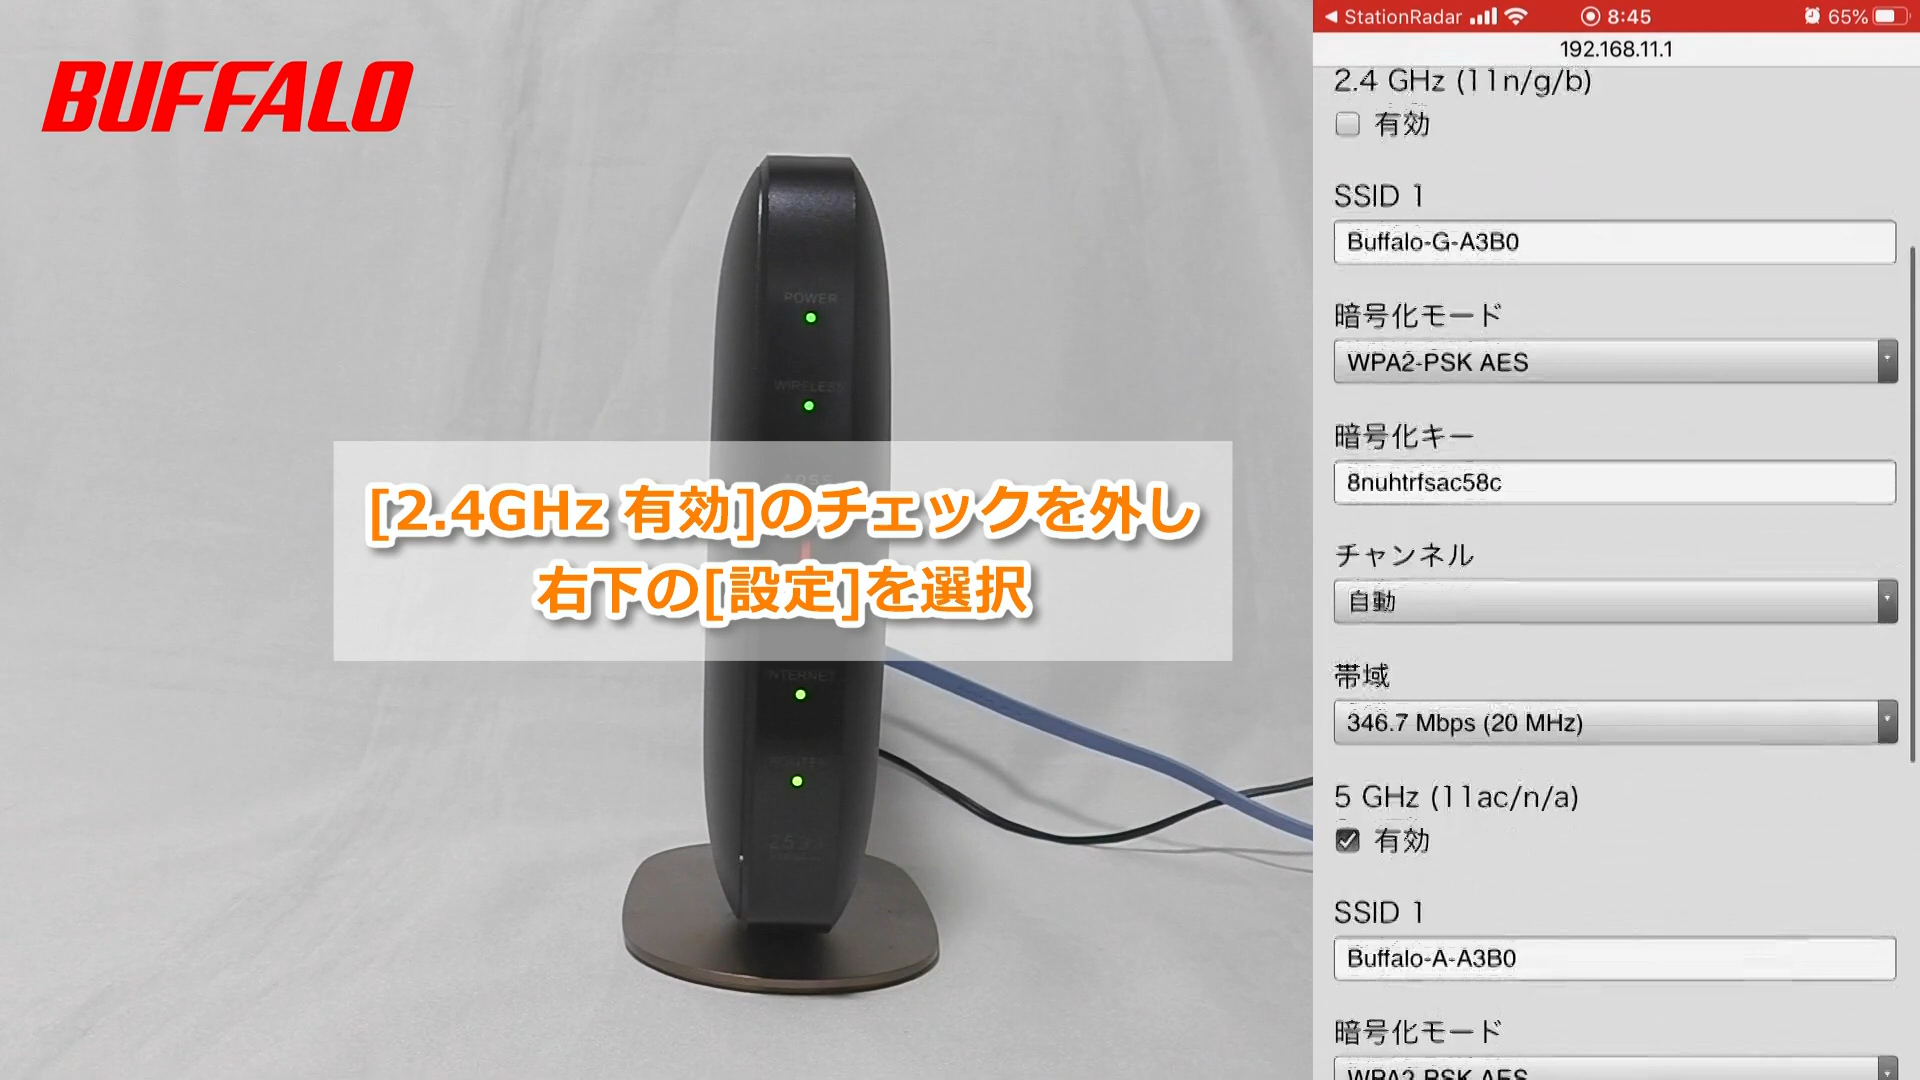 BUFFALO
POWER
WIRELESS
[2.4GHz 有効]のチェックを外し
右下の[設定]を選択
INTERNET
ROUTER
StationRadar
8:45
65%
192.168.11.1
2.4 GHz (11n/g/b)
有効
SSID 1
Buffalo-G-A3B0
暗号化モード
WPA2-PSK AES
暗号化キー
8nuhtrfsac58c
チャンネル
自動
帯域
346.7 Mbps (20 MHz)
5 GHz (11ac/n/a)
有効
SSID 1
Buffalo-A-A3B0
暗号化モード
WPA2-PSK AES